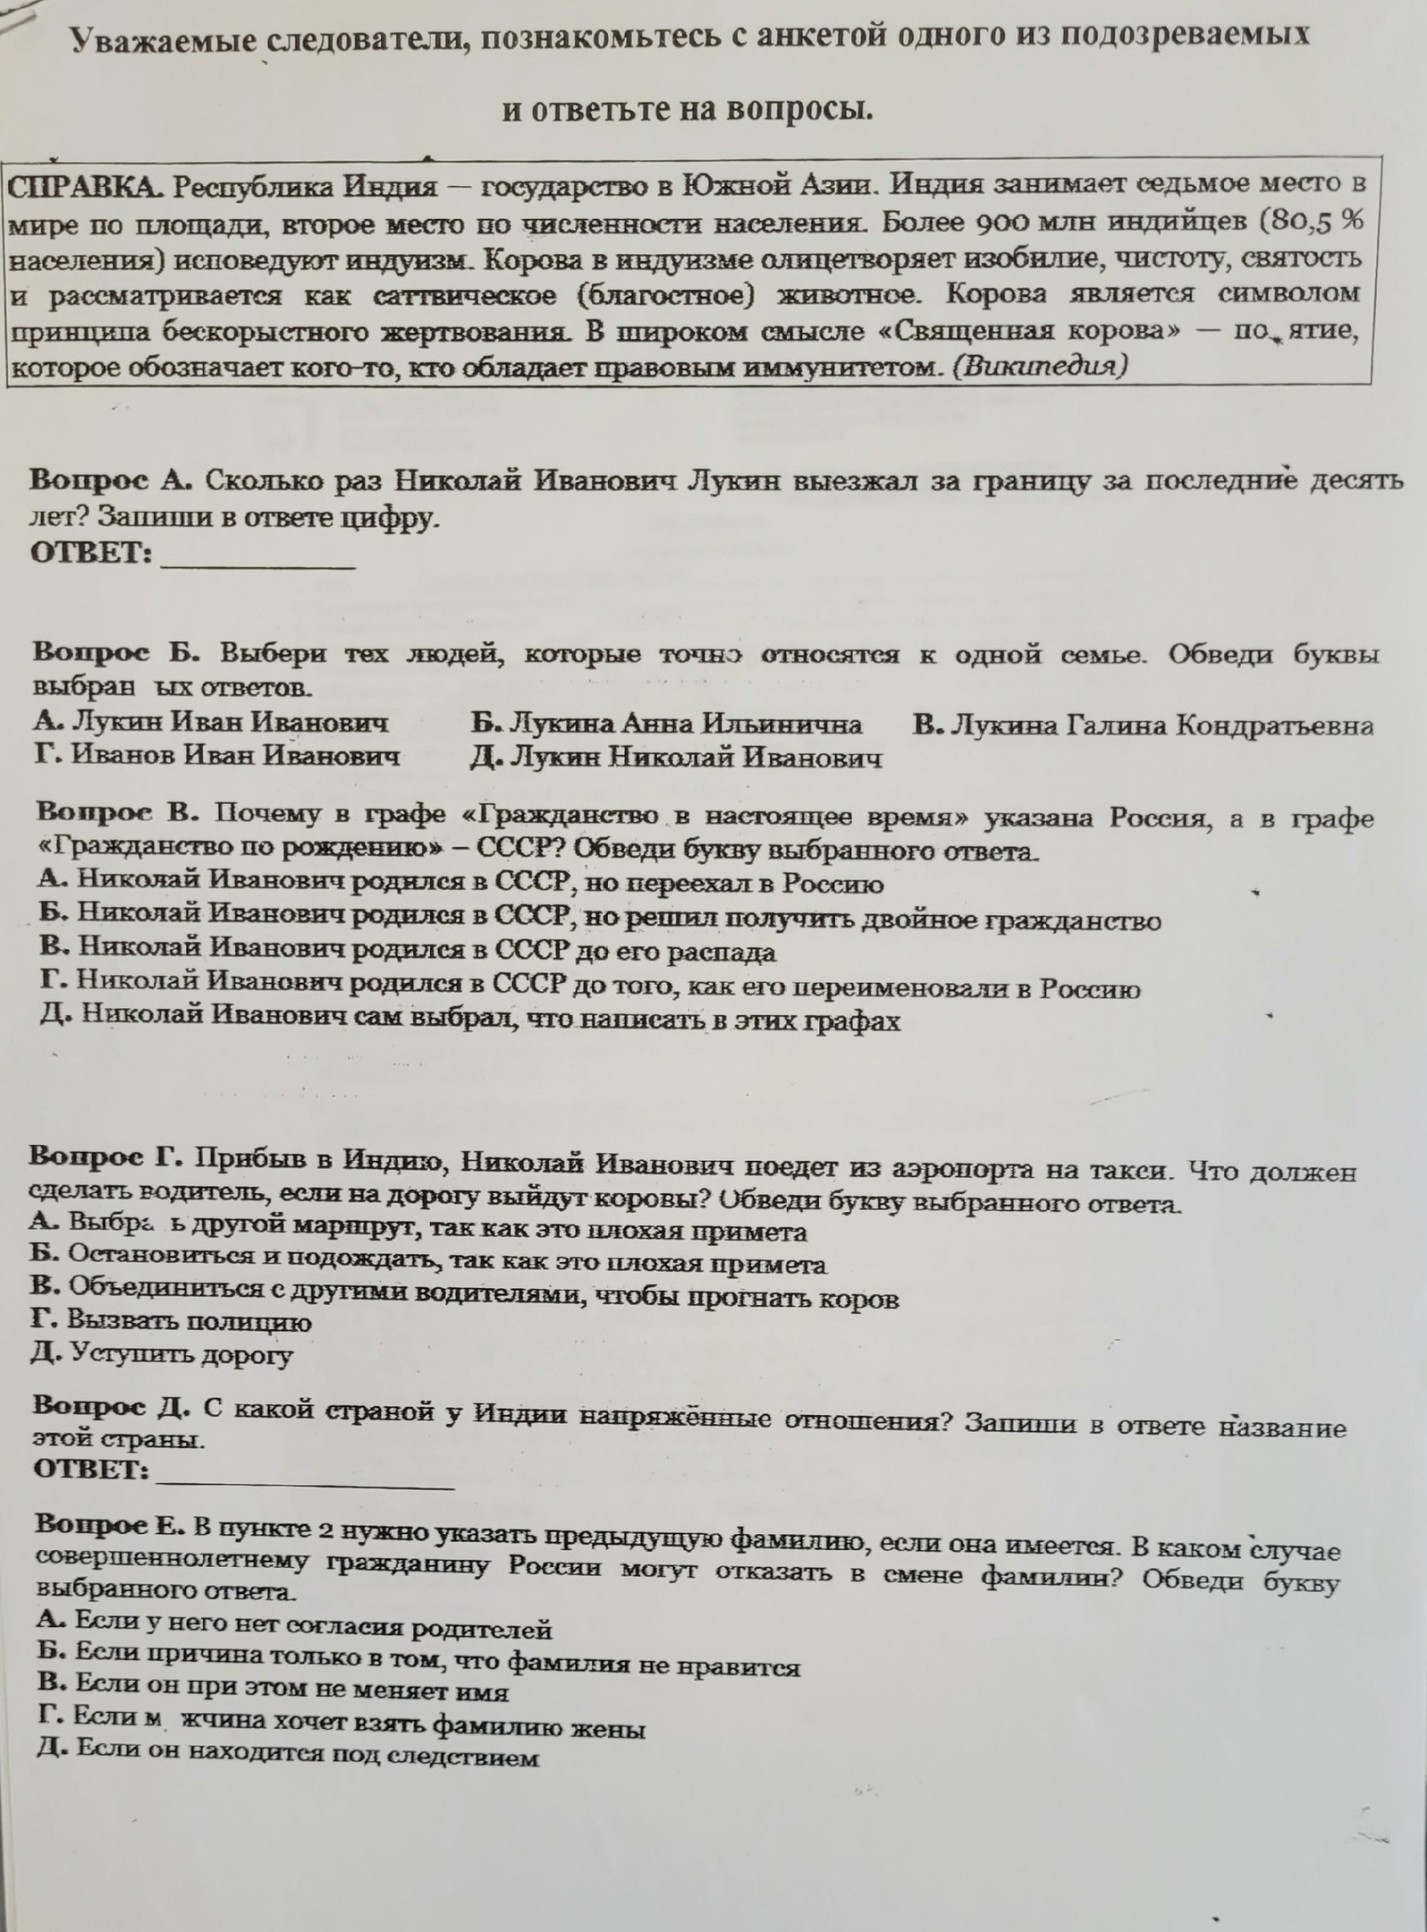 Уважаемые следователи, познакомьтесь с анкетой одного из подозреваемых
и ответьте на вопросы.
СПРАВКА. Республика Индия — государство в Южной Азии. Индия занимает седьмое место в
мире по площади, второе место по численности населения. Более 900 млн индийцев (80,5 %
населения) исповедуют индуизм. Корова в индуизме олицетворяет изобилие, чистоту, святость
и рассматривается как саттвическое (благостное) животное. Корова является символом
принципа бескорыстного жертвования. В широком смысле «Священная корова» — по ятие,
которое обозначает кого-то, кто обладает правовым иммунитетом. (Википедия)
Вопрос А. Сколько раз Николай Иванович Лукин выезжал за границу за последние десять
лет? Запиши в ответе цифру.
ОТВЕТ:
Вопрос Б. Выбери тех людей, которые точно относятся к одной семье. Обведи буквы
выбран ых ответов.
А. Лукин Иван Иванович Б. Лукина Анна Ильинична В. Лукина Галина Кондратьевна
Г. Иванов Иван Иванович Д. Лукин Николай Иванович
Вопрос В. Почему в графе «Гражданство в настоящее время» указана Россия, а в графе
«Гражданство по рождению» – СССР? Обведи букву выбранного ответа.
А. Николай Иванович родился в СССР, но переехал в Россию
Б. Николай Иванович родился в СССР, но решил получить двойное гражданство
В. Николай Иванович родился в СССР до его распада
Г. Николай Иванович родился в СССР до того, как его переименовали в Россию
Д. Николай Иванович сам выбрал, что написать в этих графах
Вопрос Г. Прибыв в Индию, Николай Иванович поедет из аэропорта на такси. Что должен
сделать водитель, если на дорогу выйдут коровы? Обведи букву выбранного ответа.
А. Выбра ь другой маршрут, так как это плохая примета
Б. Остановиться и подождать, так как это плохая примета
В. Объединиться с другими водителями, чтобы прогнать коров
Г. Вызвать полицию
Д. Уступить дорогу
Вопрос Д. С какой страной у Индии напряжённые отношения? Запиши в ответе название
этой страны.
ОТВЕТ:
Вопрос Е. В пункте 2 нужно указать предыдущую фамилию, если она имеется. В каком случае
совершеннолетнему гражданину России могут отказать в смене фамилии? Обведи букву
выбранного ответа.
А. Если у него нет согласия родителей
Б. Если причина только в том, что фамилия не нравится
В. Если он при этом не меняет имя
Г. Если м жчина хочет взять фамилию жены
Д. Если он находится под следствием